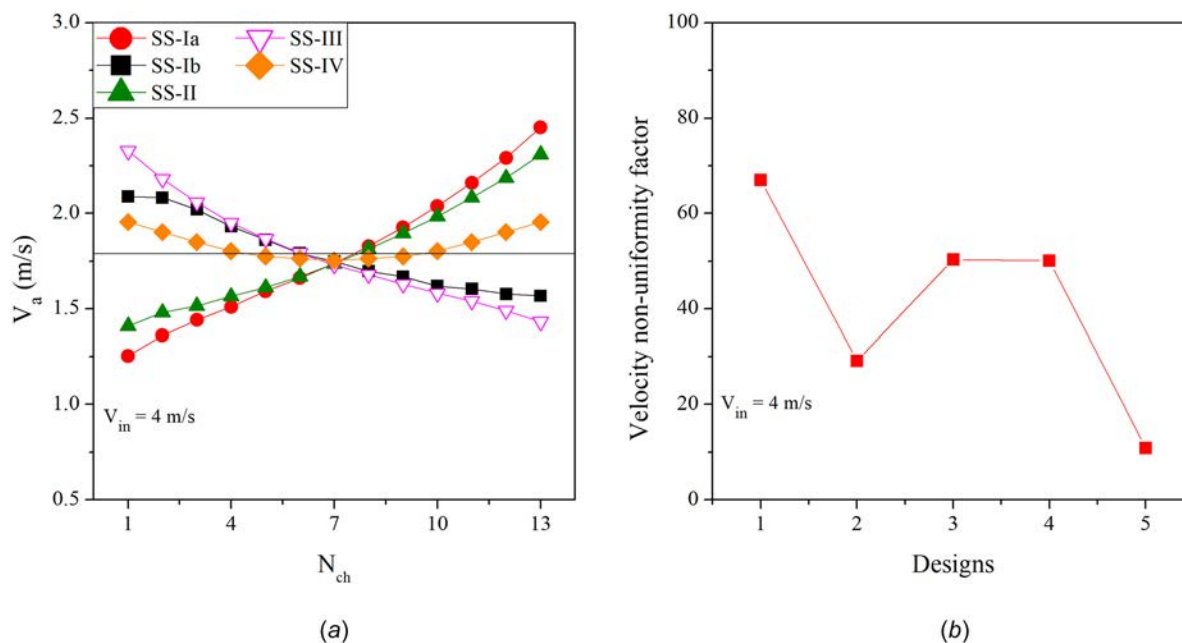 3.0
2.5
2.0
1.5
1.0
0.5
V_a (m/s)
SS-Ia
SS-Ib
SS-II
SS-III
SS-IV
V_in = 4 m/s
1 4 7 10 13
N_ch
(a)
100
80
60
40
20
0
Velocity non-uniformity factor
V_in = 4 m/s
1 2 3 4 5
Designs
(b)